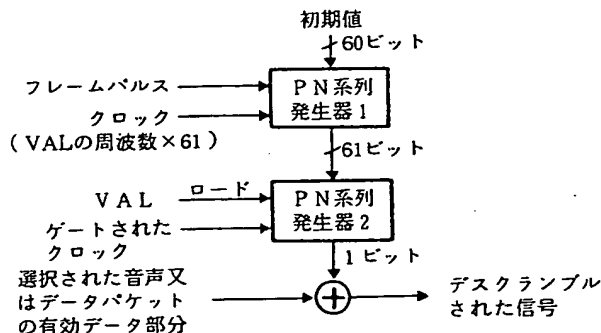 初期値
60ビット
フレームパルス
クロック
(VALの周波数×61)
PN系列
発生器1
61ビット
VAL
ロード
ゲートされた
クロック
PN系列
発生器2
1ビット
選択された音声又
はデータパケット
の有効データ部分
+
デスクランブル
された信号